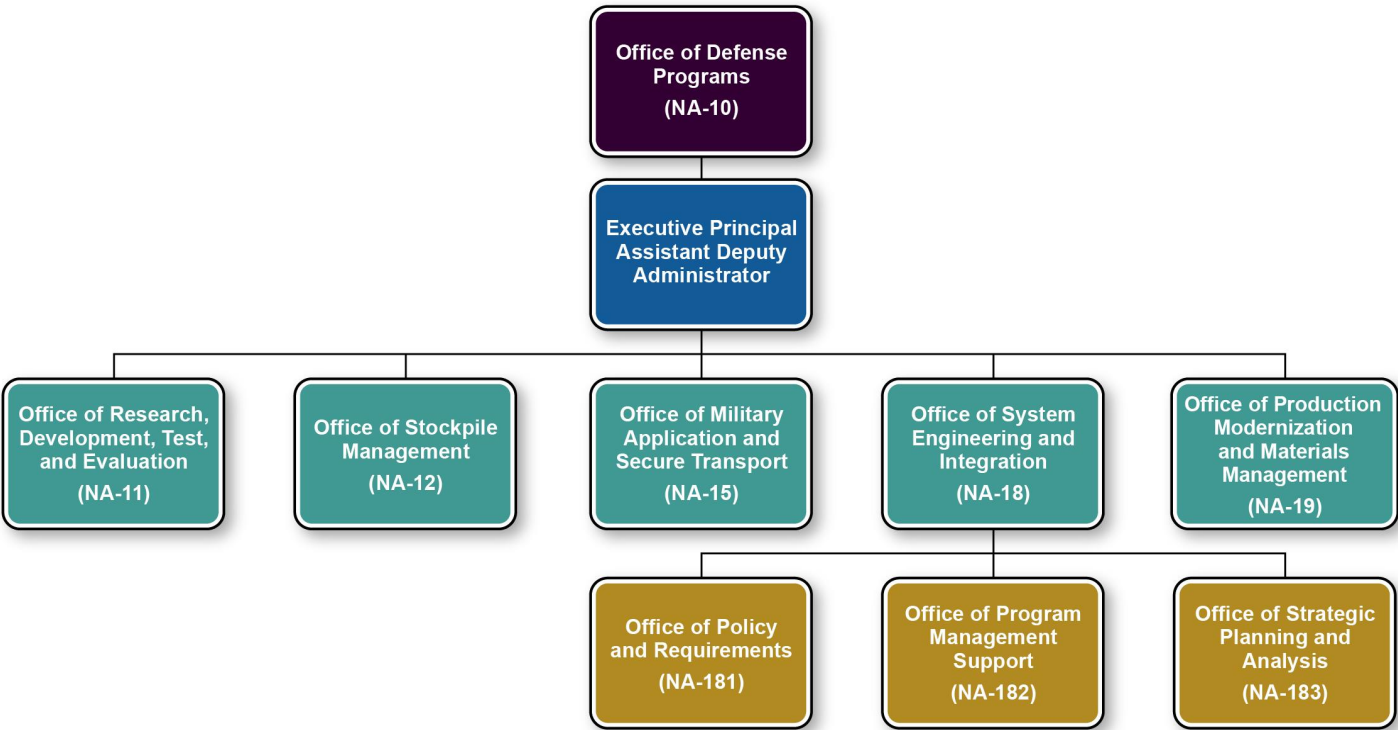 Office of Defense
Programs
(NA-10)
Executive Principal
Assistant Deputy
Administrator
Office of Research,
Development, Test,
and Evaluation
(NA-11)
Office of Stockpile
Management
(NA-12)
Office of Military
Application and
Secure Transport
(NA-15)
Office of System
Engineering and
Integration
(NA-18)
Office of Production
Modernization
and Materials
Management
(NA-19)
Office of Policy
and Requirements
(NA-181)
Office of Program
Management
Support
(NA-182)
Office of Strategic
Planning and
Analysis
(NA-183)